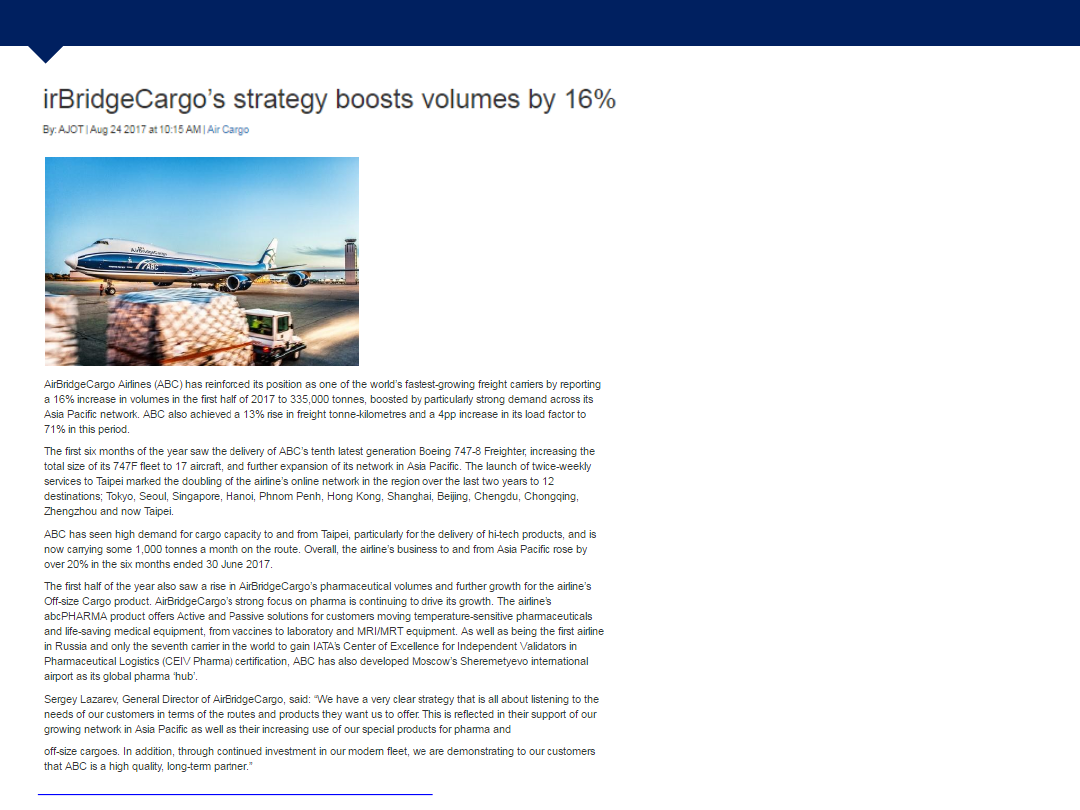 irBridgeCargo’s strategy boosts volumes by 16%
By: AJOT | Aug 24 2017 at 10:15 AM | Air Cargo
AirBridgeCargo
ABC
AirBridgeCargo Airlines (ABC) has reinforced its position as one of the world’s fastest-growing freight carriers by reporting
a 16% increase in volumes in the first half of 2017 to 335,000 tonnes, boosted by particularly strong demand across its
Asia Pacific network. ABC also achieved a 13% rise in freight tonne-kilometres and a 4pp increase in its load factor to
71% in this period.
The first six months of the year saw the delivery of ABC’s tenth latest generation Boeing 747-8 Freighter, increasing the
total size of its 747F fleet to 17 aircraft, and further expansion of its network in Asia Pacific. The launch of twice-weekly
services to Taipei marked the doubling of the airline’s online network in the region over the last two years to 12
destinations; Tokyo, Seoul, Singapore, Hanoi, Phnom Penh, Hong Kong, Shanghai, Beijing, Chengdu, Chongqing,
Zhengzhou and now Taipei.
ABC has seen high demand for cargo capacity to and from Taipei, particularly for the delivery of hi-tech products, and is
now carrying some 1,000 tonnes a month on the route. Overall, the airline’s business to and from Asia Pacific rose by
over 20% in the six months ended 30 June 2017.
The first half of the year also saw a rise in AirBridgeCargo’s pharmaceutical volumes and further growth for the airline’s
Off-size Cargo product. AirBridgeCargo’s strong focus on pharma is continuing to drive its growth. The airline’s
abcPHARMA product offers Active and Passive solutions for customers moving temperature-sensitive pharmaceuticals
and life-saving medical equipment, from vaccines to laboratory and MRI/MRT equipment. As well as being the first airline
in Russia and only the seventh carrier in the world to gain IATA’s Center of Excellence for Independent Validators in
Pharmaceutical Logistics (CEIV Pharma) certification, ABC has also developed Moscow’s Sheremetyevo international
airport as its global pharma ‘hub’.
Sergey Lazarev, General Director of AirBridgeCargo, said: “We have a very clear strategy that is all about listening to the
needs of our customers in terms of the routes and products they want us to offer. This is reflected in their support of our
growing network in Asia Pacific as well as their increasing use of our special products for pharma and
off-size cargoes. In addition, through continued investment in our modern fleet, we are demonstrating to our customers
that ABC is a high quality, long-term partner.”